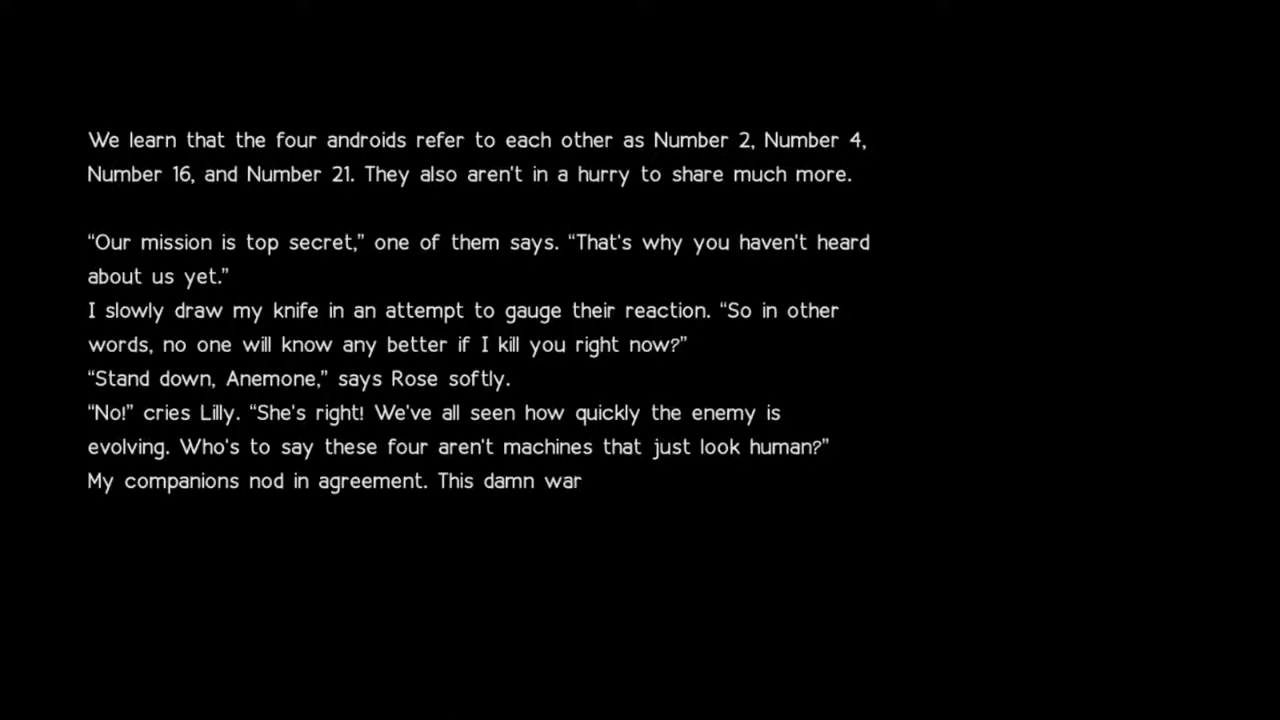 We learn that the four androids refer to each other as Number 2, Number 4,
Number 16, and Number 21. They also aren't in a hurry to share much more.
“Our mission is top secret,” one of them says. “That's why you haven't heard
about us yet.”
I slowly draw my knife in an attempt to gauge their reaction. “So in other
words, no one will know any better if I kill you right now?”
“Stand down, Anemone,” says Rose softly.
“No!” cries Lilly. “She's right! We've all seen how quickly the enemy is
evolving. Who's to say these four aren't machines that just look human?”
My companions nod in agreement. This damn war